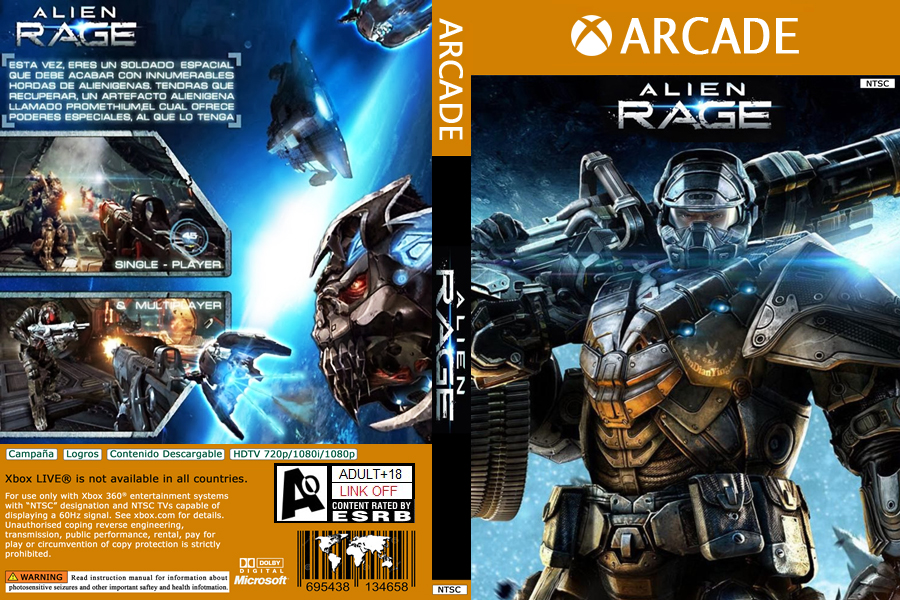 ALIEN
RAGE
ESTA VEZ, ERES UN SOLDADO ESPACIAL
QUE DEBE ACABAR CON INNUMERABLES
HORDAS DE ALIENIGENAS. TENDRAS QUE
RECUPERAR, UN ARTEFACTO ALIENIGENA
LLAMADO PROMETHIUM,EL CUAL OFRECE
PODERES ESPECIALES, AL QUE LO TENGA
45
SINGLE - PLAYER
& MULTIPLAYER
Campaña Logros Contenido Descargable HDTV 720p/1080i/1080p
Xbox LIVE® is not available in all countries.
For use only with Xbox 360® entertainment systems
with "NTSC" designation and NTSC TVs capable of
displaying a 60Hz signal. See xbox.com for details.
Unauthorised coping reverse engineering,
transmission, public performance, rental, pay for
play or circumvention of copy protection is strictly
prohibited.
WARNING Read instruction manual for information about
photosensitive seizures and other important saftey and health infotmation.
DOLBY
DIGITAL
Microsoft
AO
ADULT+18
LINK OFF
CONTENT RATED BY
ESRB
695438 134658
ARCADE
ALIEN
RAGE
NTSC
ARCADE
NTSC
ALIEN
RAGE